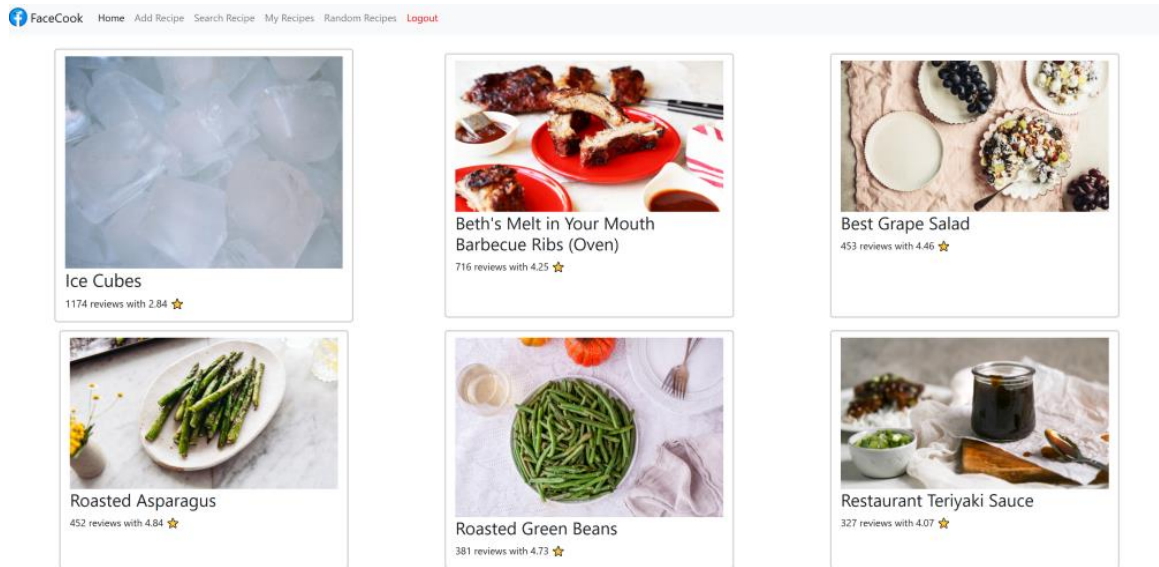 FaceCook Home Add Recipe Search Recipe My Recipes Random Recipes Logout
Ice Cubes
1174 reviews with 2.84
Beth's Melt in Your Mouth
Barbecue Ribs (Oven)
716 reviews with 4.25
Best Grape Salad
453 reviews with 4.46
Roasted Asparagus
452 reviews with 4.84
Roasted Green Beans
381 reviews with 4.73
Restaurant Teriyaki Sauce
327 reviews with 4.07